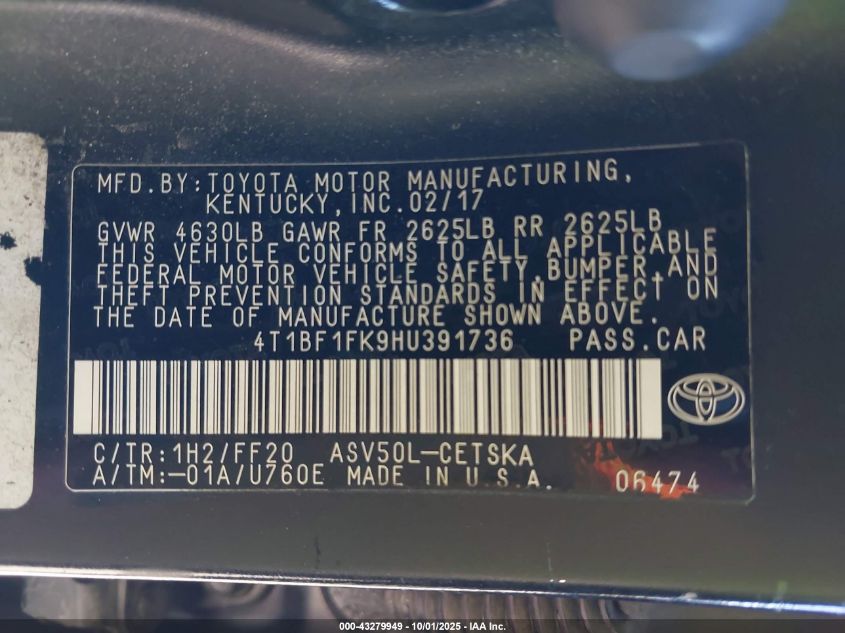 MFD.BY:TOYOTA MOTOR MANUFACTURING,
KENTUCKY,INC.02/17
GVWR 4630LB GAWR FR 2625LB RR 2625LB
THIS VEHICLE CONFORMS TO ALL APPLICABLE
FEDERAL MOTOR VEHICLE SAFETY,BUMPER,AND
THEFT PREVENTION STANDARDS IN EFFECT ON
THE DATE OF MANUFACTURE SHOWN ABOVE.
4T1BF1FK9HU391736 PASS.CAR
C/TR:1H2/FF20 ASV50L-CETSKA
A/TM:-01A/U760E MADE IN U.S.A. 06474
000-43279949 - 10/01/2025 - IAA Inc.